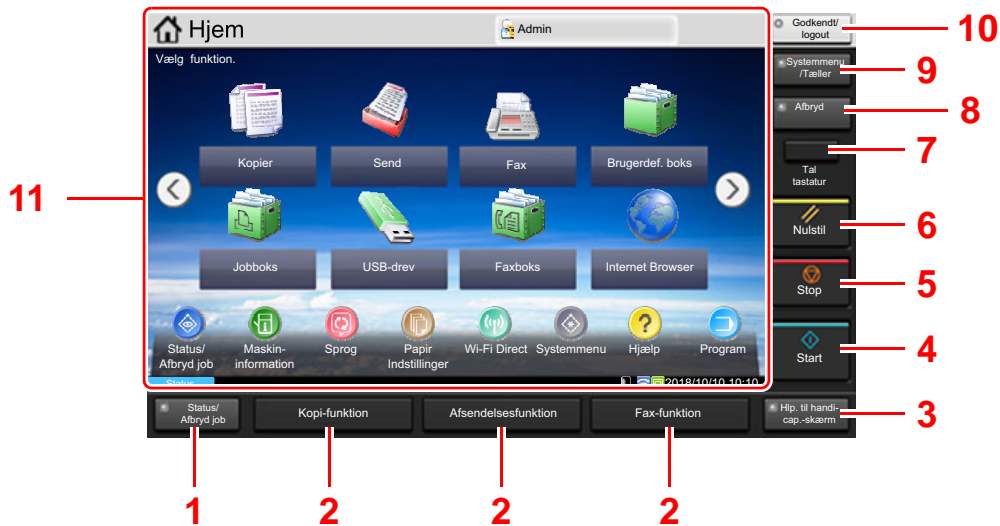 Hjem
Admin
Godkendt/
logout
10
Vælg funktion.
Systemmenu
/Tæller
9
Afbryd
8
Kopier
Send
Fax
Brugerdef. boks
7
Tal
tastatur
11
Nulstil
6
Jobboks
USB-drev
Faxboks
Internet Browser
Stop
5
Status/
Afbryd job
Maskin-
information
Sprog
Papir
Indstillinger
Wi-Fi Direct
Systemmenu
Hjælp
Program
Start
4
Status
2018/10/10 10:10
Status/
Afbryd job
Kopi-funktion
Afsendelsesfunktion
Fax-funktion
Hlp. til handi-
cap.-skærm
3
1
2
2
2